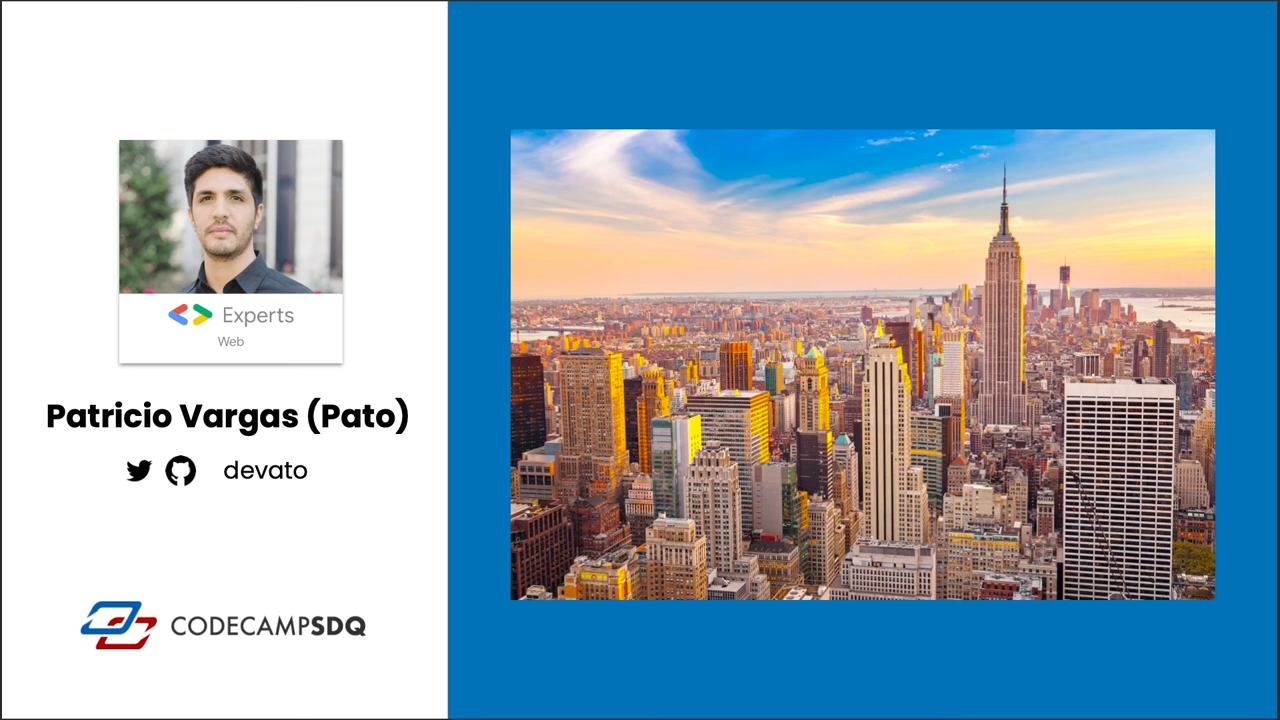 Experts
Web
Patricio Vargas (Pato)
devato
CODECAMPSDQ